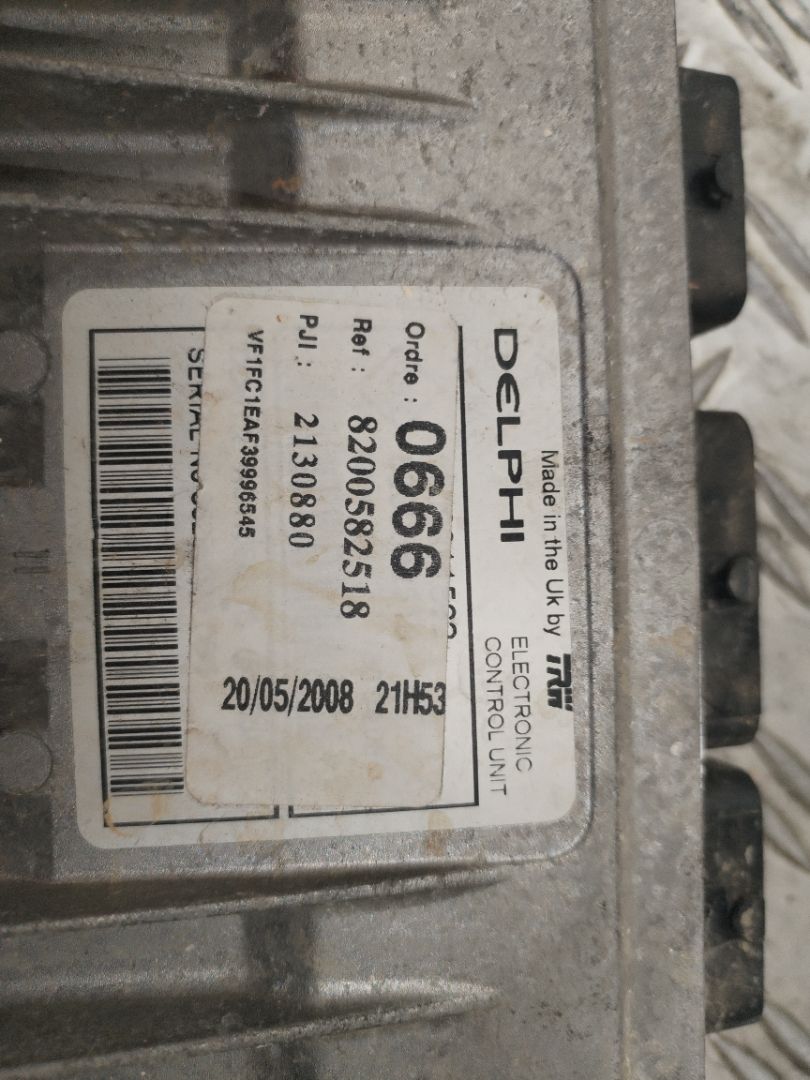 Made in the Uk by TRW
DELPHI
ELECTRONIC
CONTROL UNIT
Ordre : 0666
Ref : 8200582518
PJI : 2130880
VF1FC1EAF39996545
20/05/2008 21H53
SERIAL